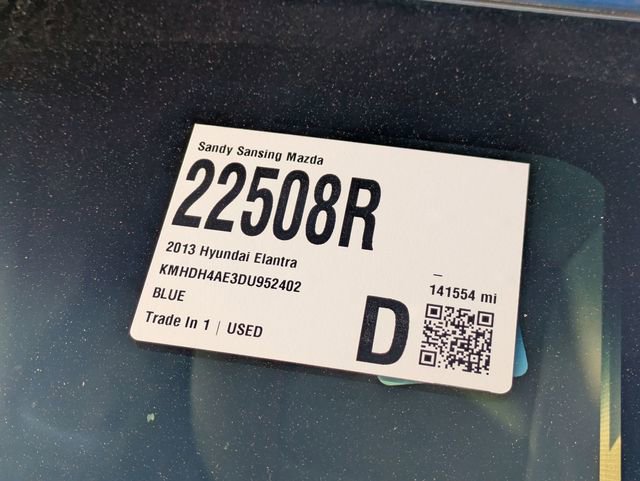 Sandy Sansing Mazda
22508R
2013 Hyundai Elantra
KMHDH4AE3DU952402
BLUE
Trade In 1 | USED
–
141554 mi
D